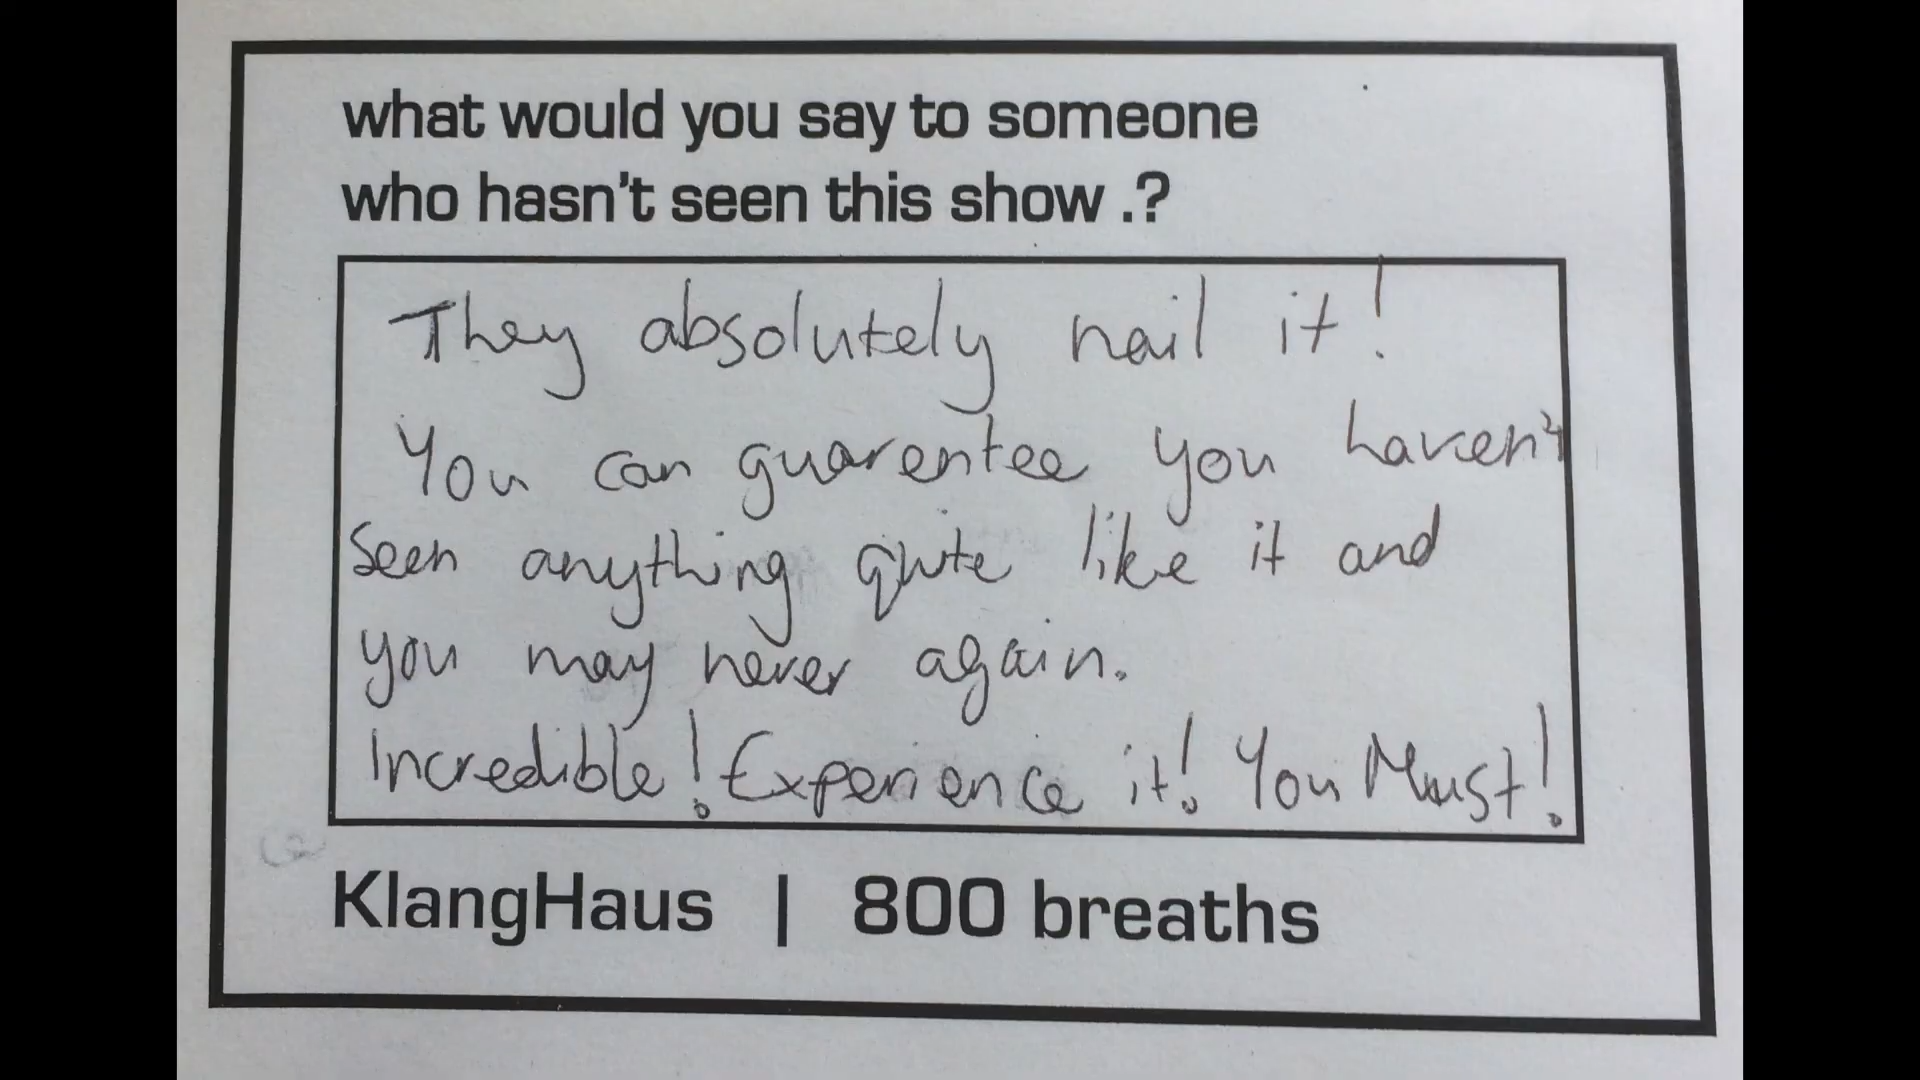 what would you say to someone
who hasn't seen this show .?
They absolutely nail it!
You can guarentee you haven't
seen anything quite like it and
you may never again.
Incredible! Experience it! You Must!
KlangHaus | 800 breaths